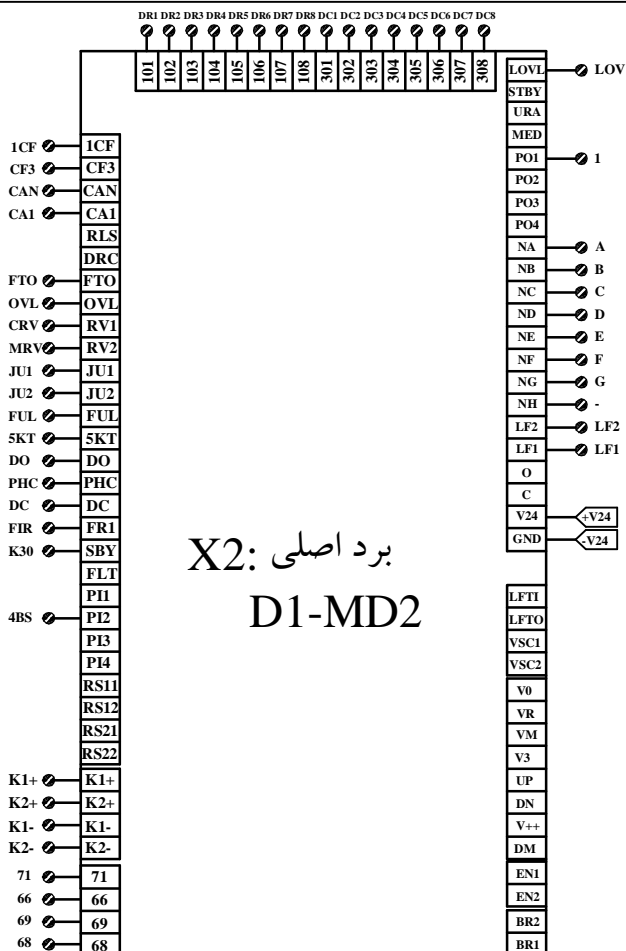 DR1 DR2 DR3 DR4 DR5 DR6 DR7 DR8 DC1 DC2 DC3 DC4 DC5 DC6 DC7 DC8
101 102 103 104 105 106 107 108 301 302 303 304 305 306 307 308
1CF 1CF
CF3 CF3
CAN CAN
CA1 CA1
RLS
DRC
FTO FTO
OVL OVL
CRV RV1
MRV RV2
JU1 JU1
JU2 JU2
FUL FUL
5KT 5KT
DO DO
PHC PHC
DC DC
FIR FR1
K30 SBY
FLT
PI1
4BS PI2
PI3
PI4
RS11
RS12
RS21
RS22
K1+ K1+
K2+ K2+
K1- K1-
K2- K2-
71 71
66 66
69 69
68 68
برد اصلی :X2
D1-MD2
LOVL LOV
STBY
URA
MED
PO1 1
PO2
PO3
PO4
NA A
NB B
NC C
ND D
NE E
NF F
NG G
NH -
LF2 LF2
LF1 LF1
O
C
V24 +V24
GND -V24
LFTI
LFTO
VSC1
VSC2
V0
VR
VM
V3
UP
DN
V++
DM
EN1
EN2
BR2
BR1